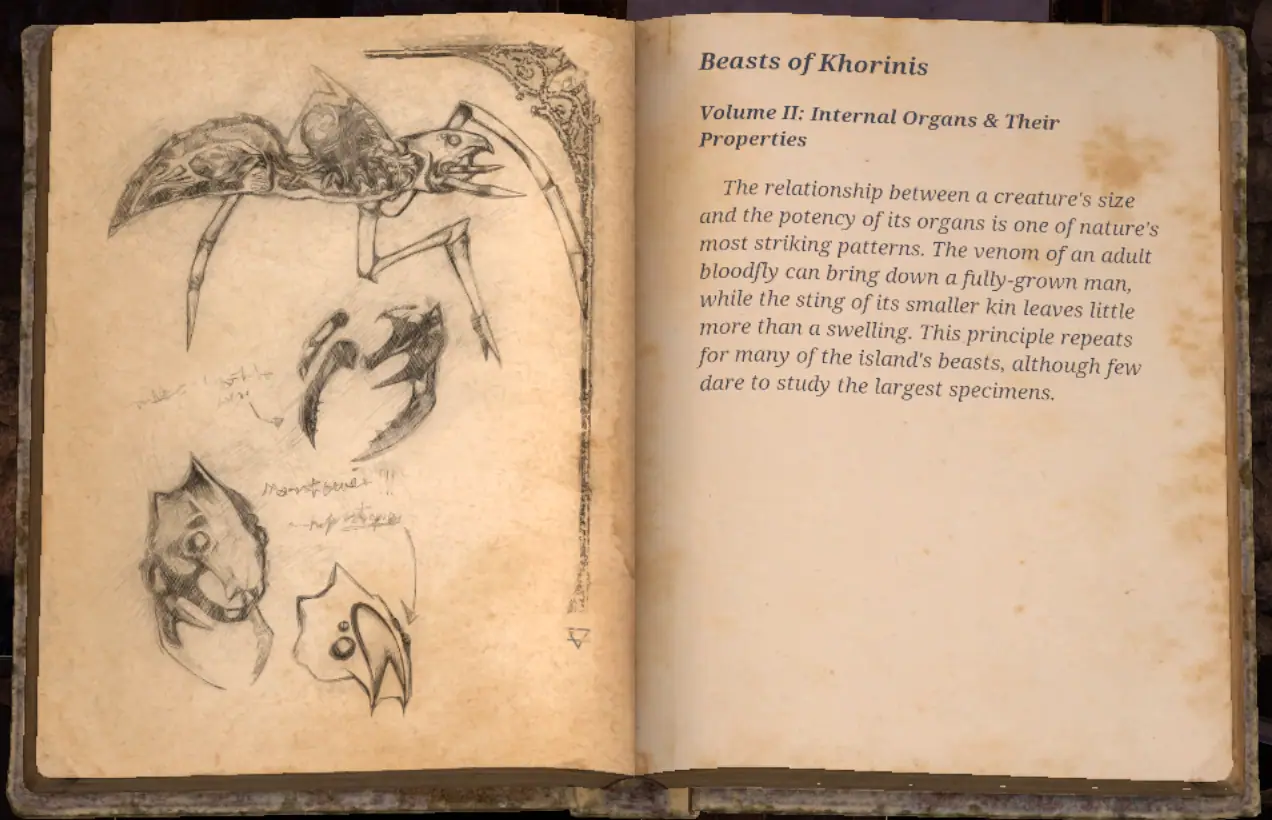 Beasts of Khorinis
Volume II: Internal Organs & Their
Properties
The relationship between a creature's size
and the potency of its organs is one of nature's
most striking patterns. The venom of an adult
bloodfly can bring down a fully-grown man,
while the sting of its smaller kin leaves little
more than a swelling. This principle repeats
for many of the island's beasts, although few
dare to study the largest specimens.